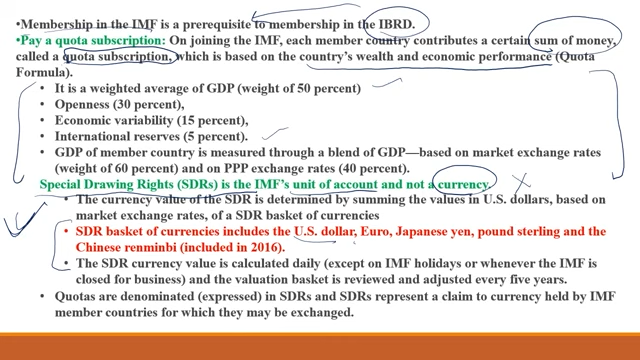 •Membership in the IMF is a prerequisite to membership in the IBRD.
•Pay a quota subscription: On joining the IMF, each member country contributes a certain sum of money,
called a quota subscription, which is based on the country's wealth and economic performance (Quota
Formula).
• It is a weighted average of GDP (weight of 50 percent)
• Openness (30 percent),
• Economic variability (15 percent),
• International reserves (5 percent).
• GDP of member country is measured through a blend of GDP—based on market exchange rates
(weight of 60 percent) and on PPP exchange rates (40 percent).
Special Drawing Rights (SDRs) is the IMF's unit of account and not a currency.
• The currency value of the SDR is determined by summing the values in U.S. dollars, based on
market exchange rates, of a SDR basket of currencies
• SDR basket of currencies includes the U.S. dollar, Euro, Japanese yen, pound sterling and the
Chinese renminbi (included in 2016).
• The SDR currency value is calculated daily (except on IMF holidays or whenever the IMF is
closed for business) and the valuation basket is reviewed and adjusted every five years.
• Quotas are denominated (expressed) in SDRs and SDRs represent a claim to currency held by IMF
member countries for which they may be exchanged.